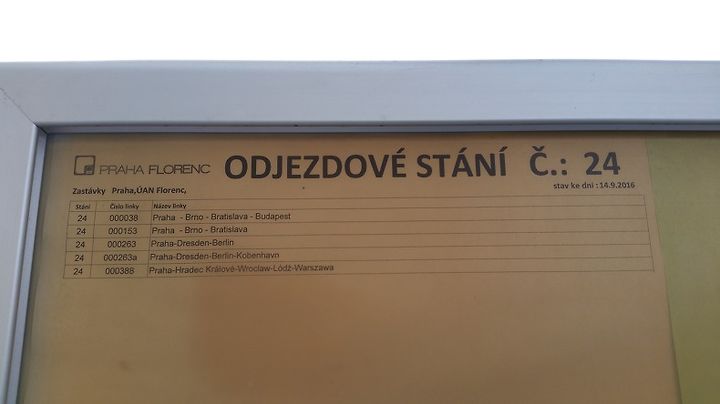 PRAHA FLORENC ODJEZDOVÉ STÁNÍ Č.: 24
Zastávky Praha,ÚAN Florenc, stav ke dni :14.9.2016
Stání Číslo linky Název linky
24 000038 Praha - Brno - Bratislava - Budapest
24 000153 Praha - Brno - Bratislava
24 000263 Praha-Dresden-Berlin
24 000263a Praha-Dresden-Berlin-Kobenhavn
24 000388 Praha-Hradec Králové-Wroclaw-Lódż-Warszawa